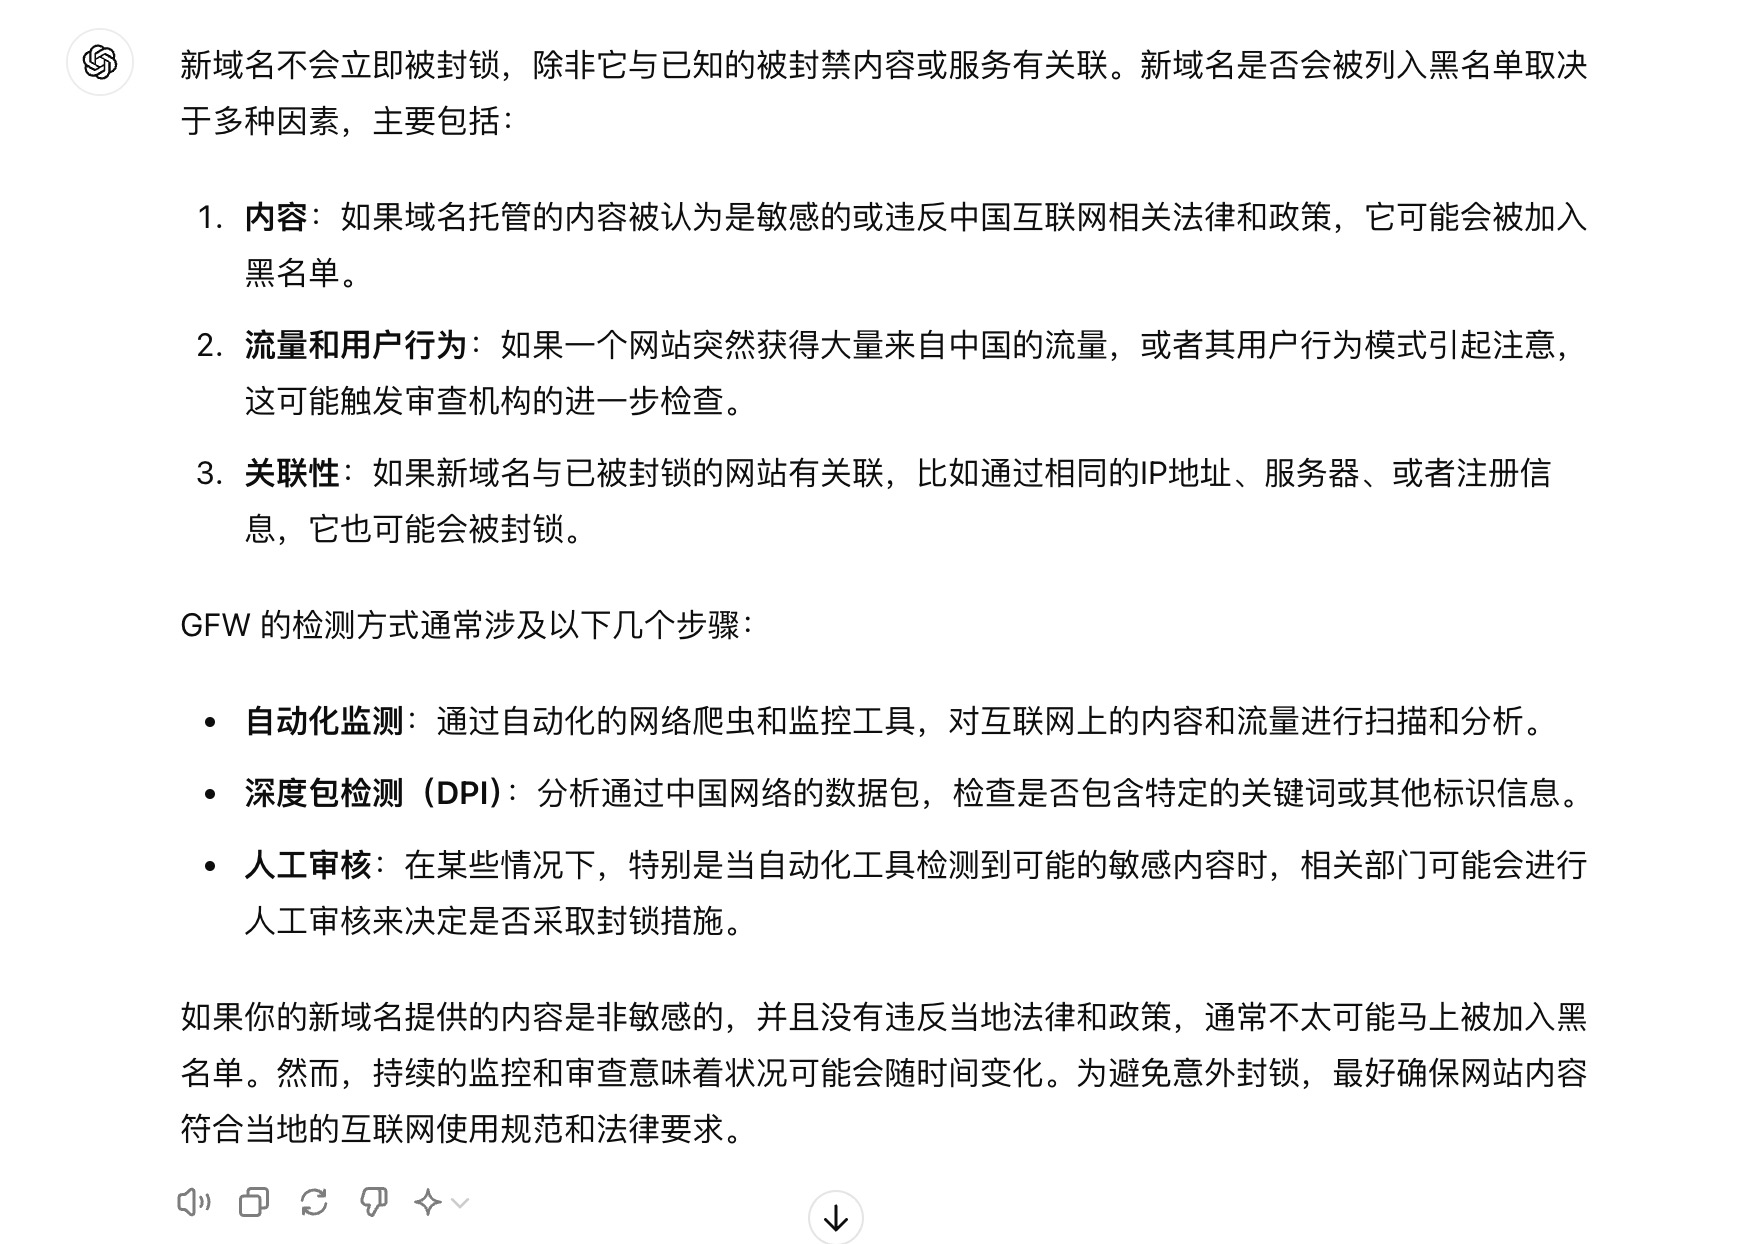 新域名不会立即被封锁，除非它与已知的被封禁内容或服务有关联。新域名是否会被列入黑名单取决
于多种因素，主要包括：
1. 内容：如果域名托管的内容被认为是敏感的或违反中国互联网相关法律和政策，它可能会被加入
黑名单。
2. 流量和用户行为：如果一个网站突然获得大量来自中国的流量，或者其用户行为模式引起注意，
这可能触发审查机构的进一步检查。
3. 关联性：如果新域名与已被封锁的网站有关联，比如通过相同的IP地址、服务器、或者注册信
息，它也可能会被封锁。
GFW 的检测方式通常涉及以下几个步骤：
• 自动化监测：通过自动化的网络爬虫和监控工具，对互联网上的内容和流量进行扫描和分析。
• 深度包检测（DPI）：分析通过中国网络的数据包，检查是否包含特定的关键词或其他标识信息。
• 人工审核：在某些情况下，特别是当自动化工具检测到可能的敏感内容时，相关部门可能会进行
人工审核来决定是否采取封锁措施。
如果你的新域名提供的内容是非敏感的，并且没有违反当地法律和政策，通常不太可能马上被加入黑
名单。然而，持续的监控和审查意味着状况可能会随时间变化。为避免意外封锁，最好确保网站内容
符合当地的互联网使用规范和法律要求。